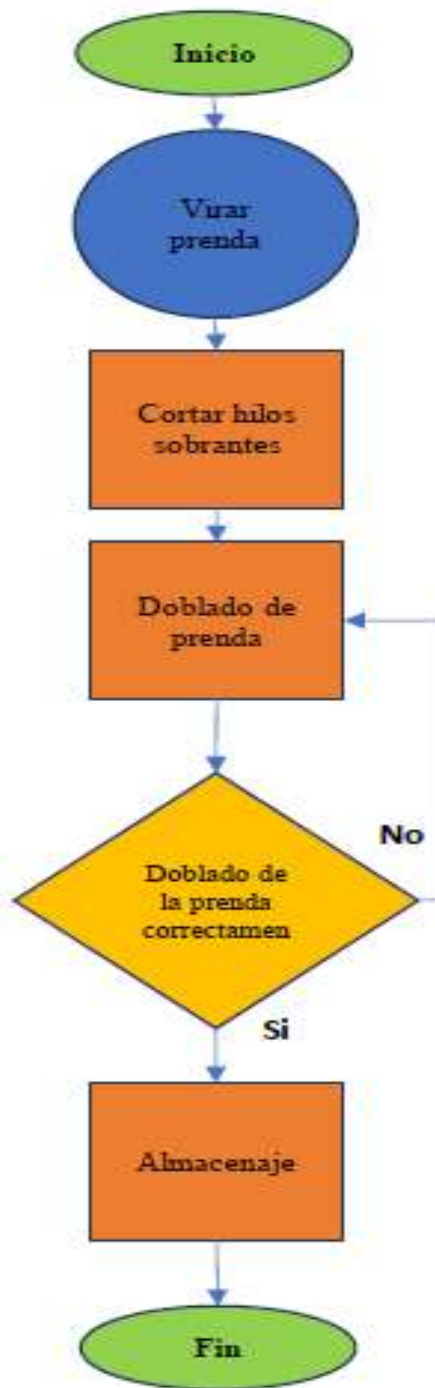 Inicio
Virar
prenda
Cortar hilos
sobrantes
Doblado de
prenda
No
Doblado de
la prenda
correctamen
Si
Almacenaje
Fin